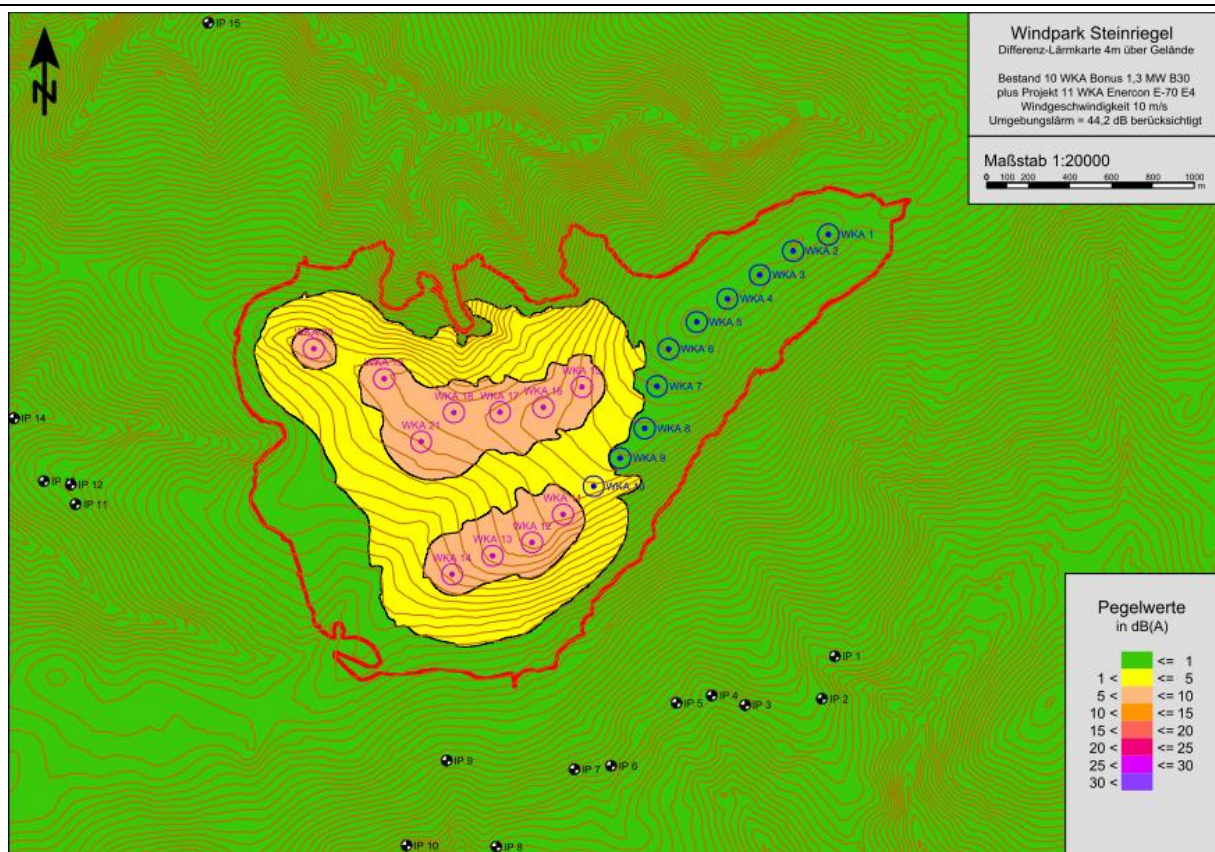 IP 15
Windpark Steinriegel
Differenz-Lärmkarte 4m über Gelände
Bestand 10 WKA Bonus 1,3 MW B30
plus Projekt 11 WKA Enercon E-70 E4
Windgeschwindigkeit 10 m/s
Umgebungslärm = 44,2 dB berücksichtigt
Maßstab 1:20000
0 100 200 400 600 800 1000
m
N
WKA 1
WKA 2
WKA 3
WKA 4
WKA 5
WKA 6
WKA 7
WKA 8
WKA 9
WKA 10
WKA 15
WKA 16
WKA 17
WKA 18
WKA 21
WKA 12
WKA 13
WKA 14
IP 14
IP
IP 12
IP 11
IP 1
IP 2
IP 3
IP 4
IP 5
IP 6
IP 7
IP 9
IP 10
IP 8
Pegelwerte
in dB(A)
<= 1
1 < <= 5
5 < <= 10
10 < <= 15
15 < <= 20
20 < <= 25
25 < <= 30
30 <